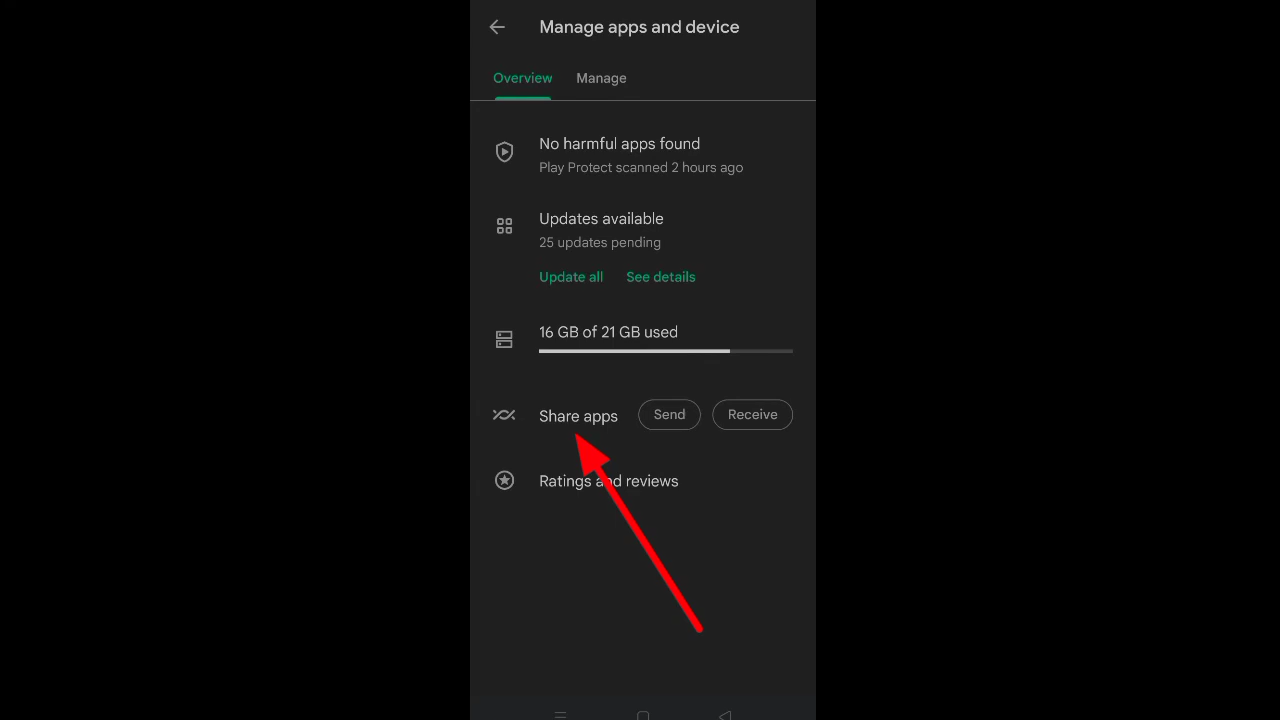 Manage apps and device
Overview Manage
No harmful apps found
Play Protect scanned 2 hours ago
Updates available
25 updates pending
Update all See details
16 GB of 21 GB used
Share apps Send Receive
Ratings and reviews